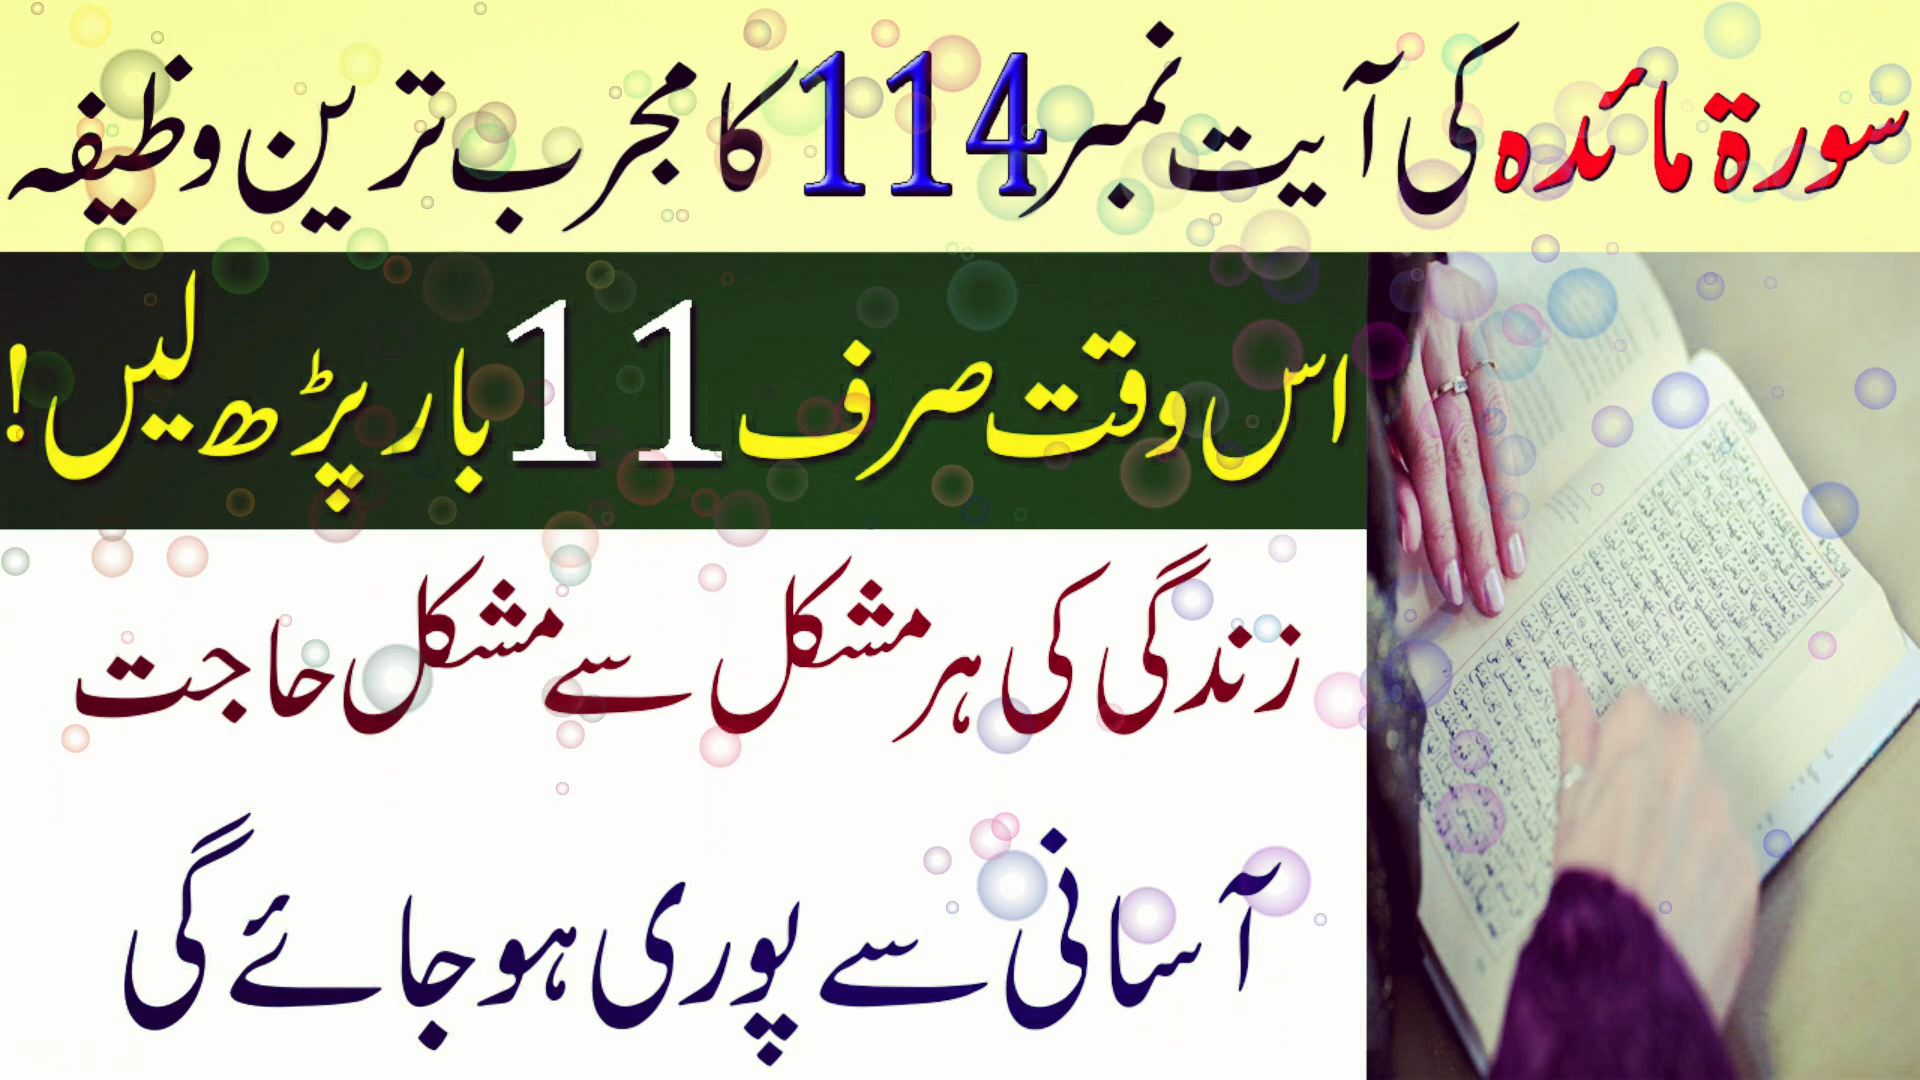 سورۃ مائدہ کی آیت نمبر 114 کا مجرب ترین وظیفہ
اس وقت صرف 11 بار پڑھ لیں!
زندگی کی ہر مشکل سے مشکل حاجت
آسانی سے پوری ہو جائے گی